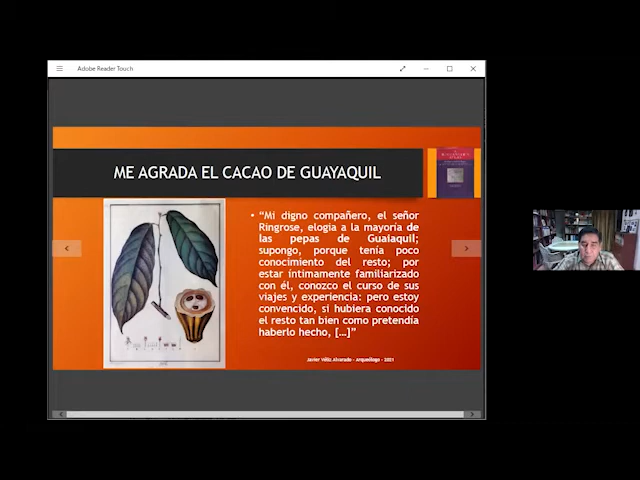 Adobe Reader Touch
ME AGRADA EL CACAO DE GUAYAQUIL
• “Mi digno compañero, el señor
Ringrose, elogia a la mayoría de
las pepas de Guaiaquil;
supongo, porque tenía poco
conocimiento del resto; por
estar íntimamente familiarizado
con él, conozco el curso de sus
viajes y experiencia: pero estoy
convencido, si hubiera conocido
el resto tan bien como pretendía
haberlo hecho, […]”
Javier Véliz Alvarado - Arqueólogo - 2021